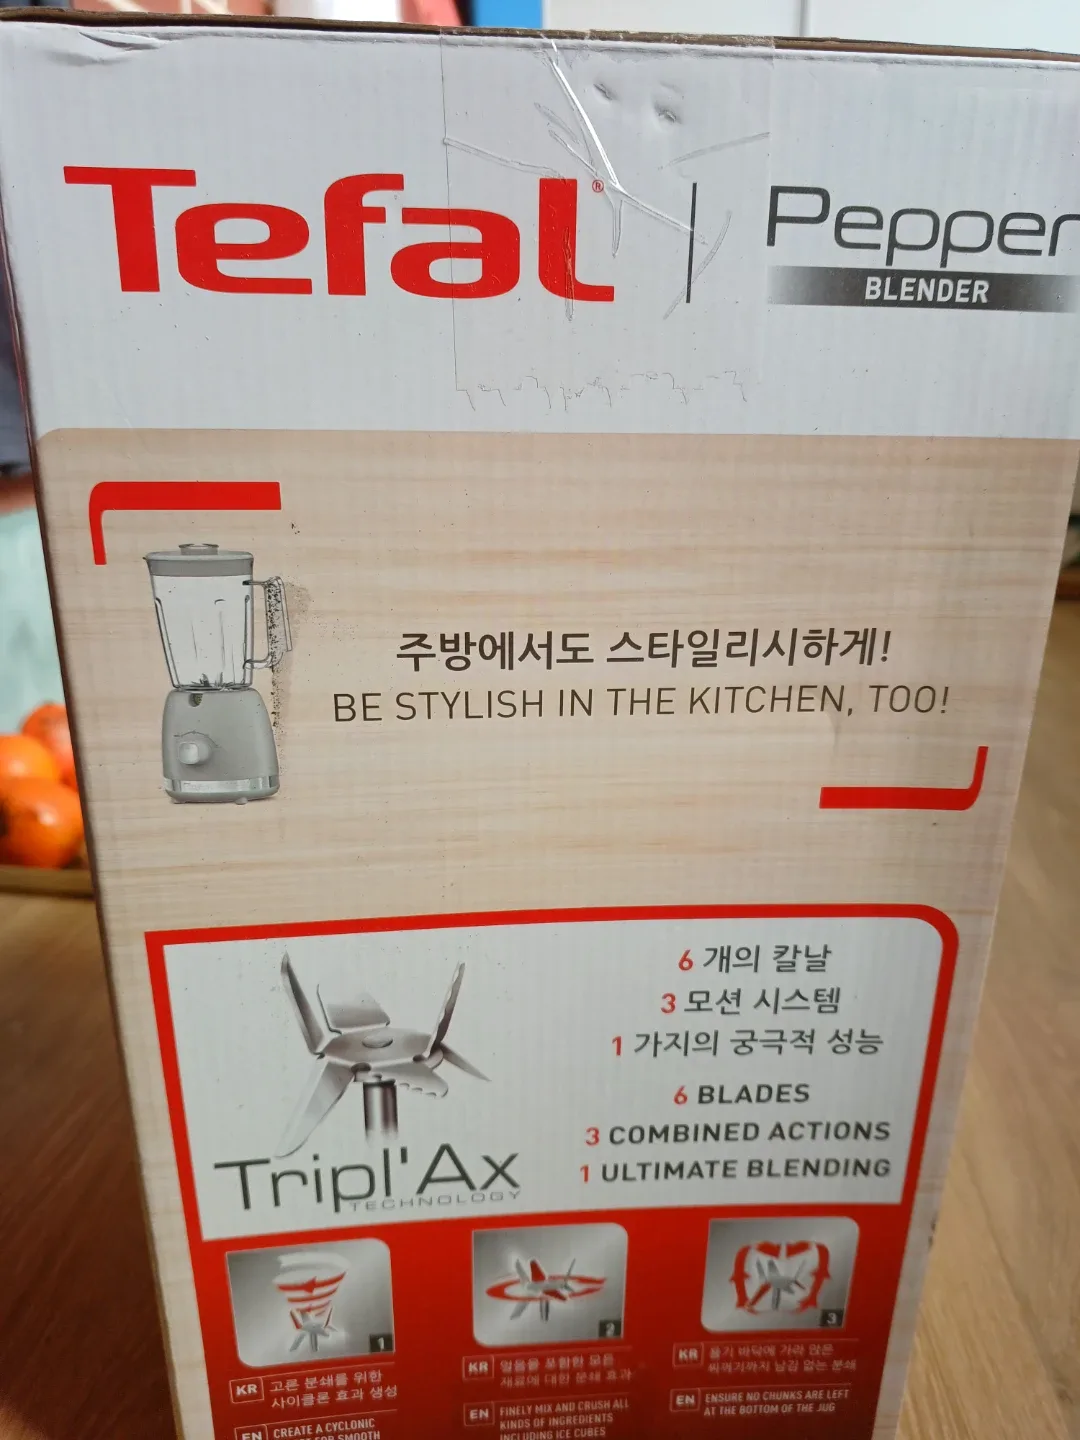 Tefal®
Pepper
BLENDER
주방에서도 스타일리시하게!
BE STYLISH IN THE KITCHEN, TOO!
6 개의 칼날
3 모션 시스템
1 가지의 궁극적 성능
6 BLADES
3 COMBINED ACTIONS
1 ULTIMATE BLENDING
Tripl'Ax
TECHNOLOGY
1
KR 고른 분쇄를 위한
사이클론 효과 생성
EN CREATE A CYCLONIC
FOR SMOOTH
2
KR 얼음을 포함한 모든
재료에 대한 분쇄 효과
EN FINELY MIX AND CRUSH ALL
KINDS OF INGREDIENTS
INCLUDING ICE CUBES
3
KR 용기 바닥에 가라 앉은
찌꺼기까지 남김 없는 분쇄
EN ENSURE NO CHUNKS ARE LEFT
AT THE BOTTOM OF THE JUG